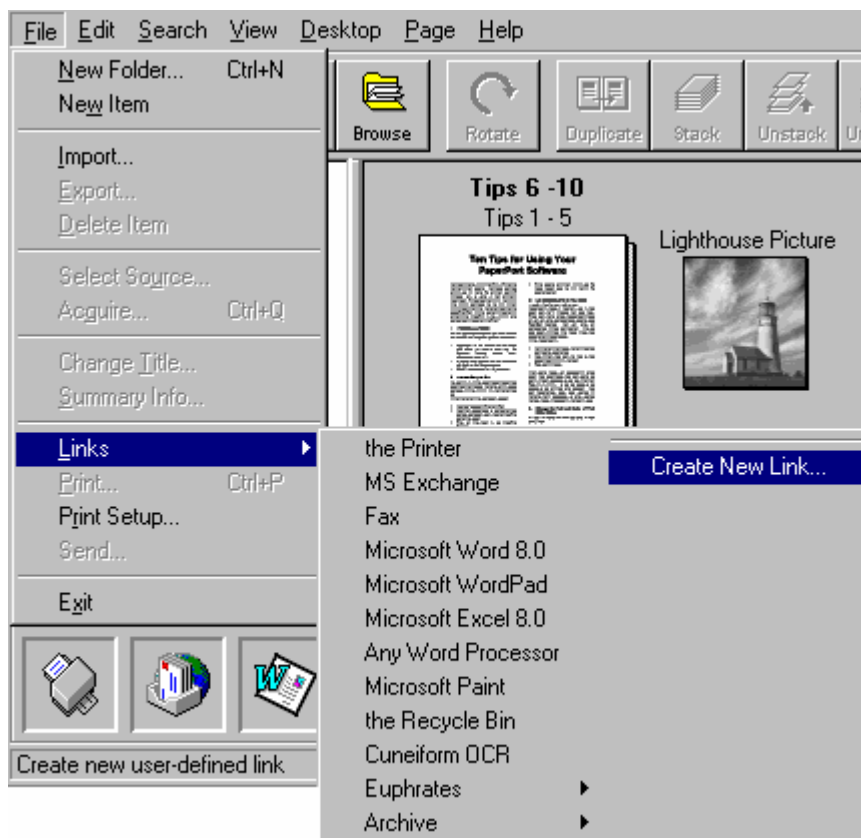 File Edit Search View Desktop Page Help
New Folder... Ctrl+N
New Item
Import...
Export...
Delete Item
Select Source...
Acquire... Ctrl+Q
Change Title...
Summary Info...
Links
Print... Ctrl+P
Print Setup...
Send...
Exit
Browse Rotate Duplicate Stack Unstack
Tips 6 -10
Tips 1 - 5
Ten Tips for Using Your
PaperPort Software
Lighthouse Picture
the Printer
MS Exchange
Fax
Microsoft Word 8.0
Microsoft WordPad
Microsoft Excel 8.0
Any Word Processor
Microsoft Paint
the Recycle Bin
Cuneiform OCR
Euphrates
Archive
Create New Link...
W
Create new user-defined link